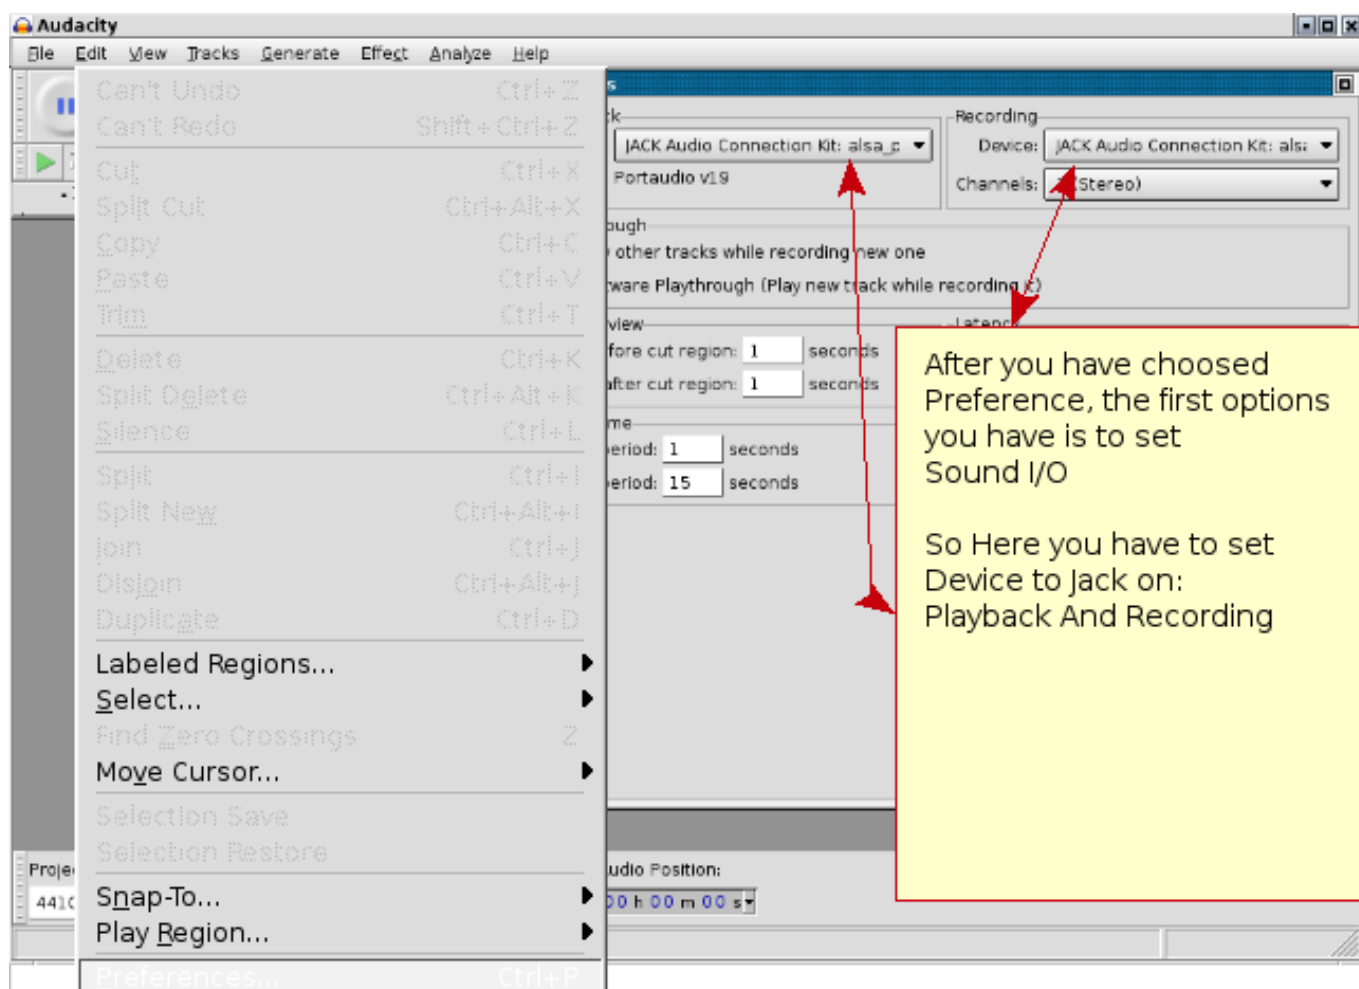 Audacity
File Edit View Tracks Generate Effect Analyze Help
Can't Undo Ctrl+Z
Can't Redo Shift+Ctrl+Z
Cut Ctrl+X
Split Cut Ctrl+Alt+X
Copy Ctrl+C
Paste Ctrl+V
Trim Ctrl+T
Delete Ctrl+K
Split Delete Ctrl+Alt+K
Silence Ctrl+L
Split Ctrl+I
Split New Ctrl+Alt+I
Join Ctrl+J
Disjoin Ctrl+Alt+J
Duplicate Ctrl+D
Labeled Regions...
Select...
Find Zero Crossings Z
Move Cursor...
Selection Save
Selection Restore
Snap-To...
Play Region...
Preferences... Ctrl+P
JACK Audio Connection Kit: alsa_p
Portaudio v19
Recording
Device: JACK Audio Connection Kit: alsa
Channels: (Stereo)
other tracks while recording new one
Playthrough (Play new track while recording it)
cut region: 1 seconds
after cut region: 1 seconds
period: 1 seconds
period: 15 seconds
Latency
After you have choosed
Preference, the first options
you have is to set
Sound I/O
So Here you have to set
Device to Jack on:
Playback And Recording
Position:
00 h 00 m 00 s